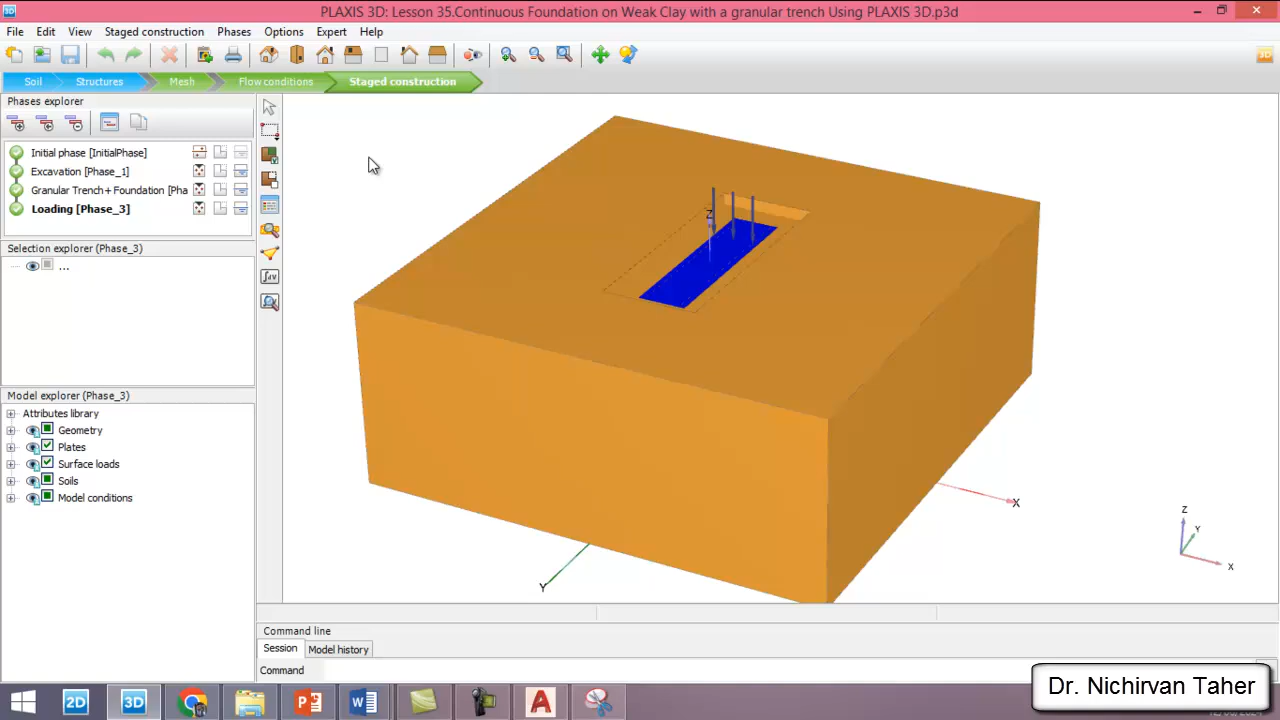 3D
PLAXIS 3D: Lesson 35.Continuous Foundation on Weak Clay with a granular trench Using PLAXIS 3D.p3d
File Edit View Staged construction Phases Options Expert Help
Soil Structures Mesh Flow conditions Staged construction
Phases explorer
Initial phase [InitialPhase]
Excavation [Phase_1]
Granular Trench+Foundation [Pha
Loading [Phase_3]
Selection explorer (Phase_3)
...
Model explorer (Phase_3)
Attributes library
Geometry
Plates
Surface loads
Soils
Model conditions
Z
X
Y
Z
Y
X
Command line
Session Model history
Command
2D 3D
Dr. Nichirvan Taher